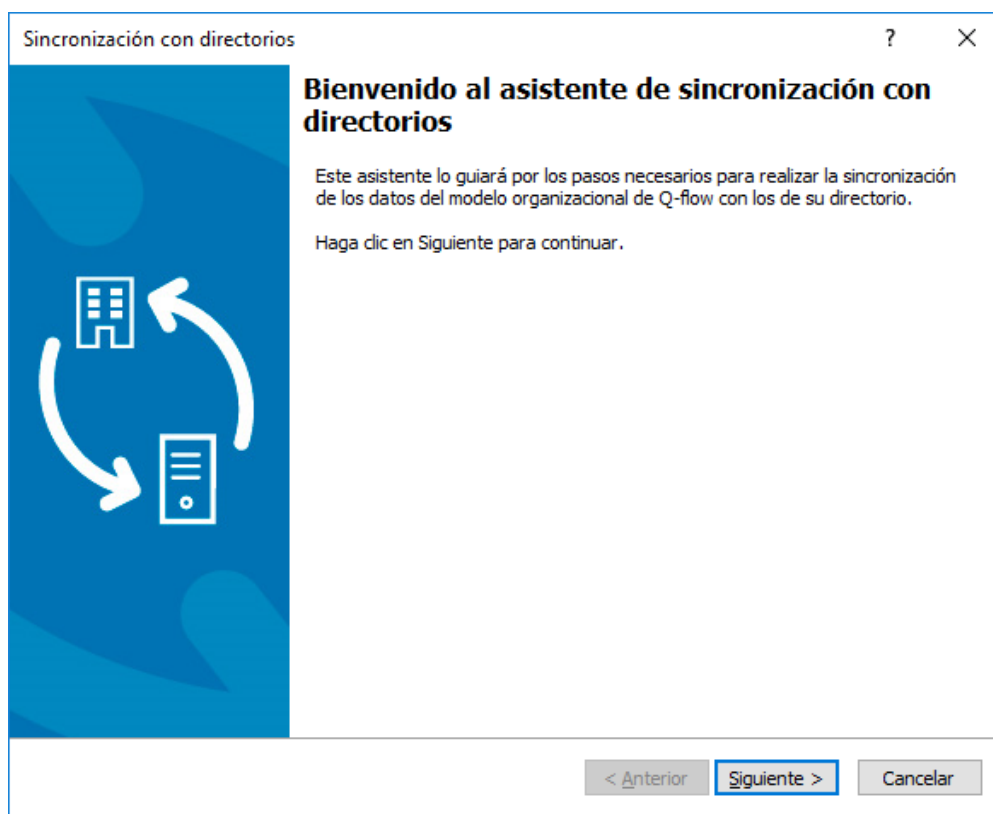 Sincronización con directorios
?
Bienvenido al asistente de sincronización con
directorios
Este asistente lo guiará por los pasos necesarios para realizar la sincronización
de los datos del modelo organizacional de Q-flow con los de su directorio.
Haga clic en Siguiente para continuar.
< Anterior
Siguiente >
Cancelar